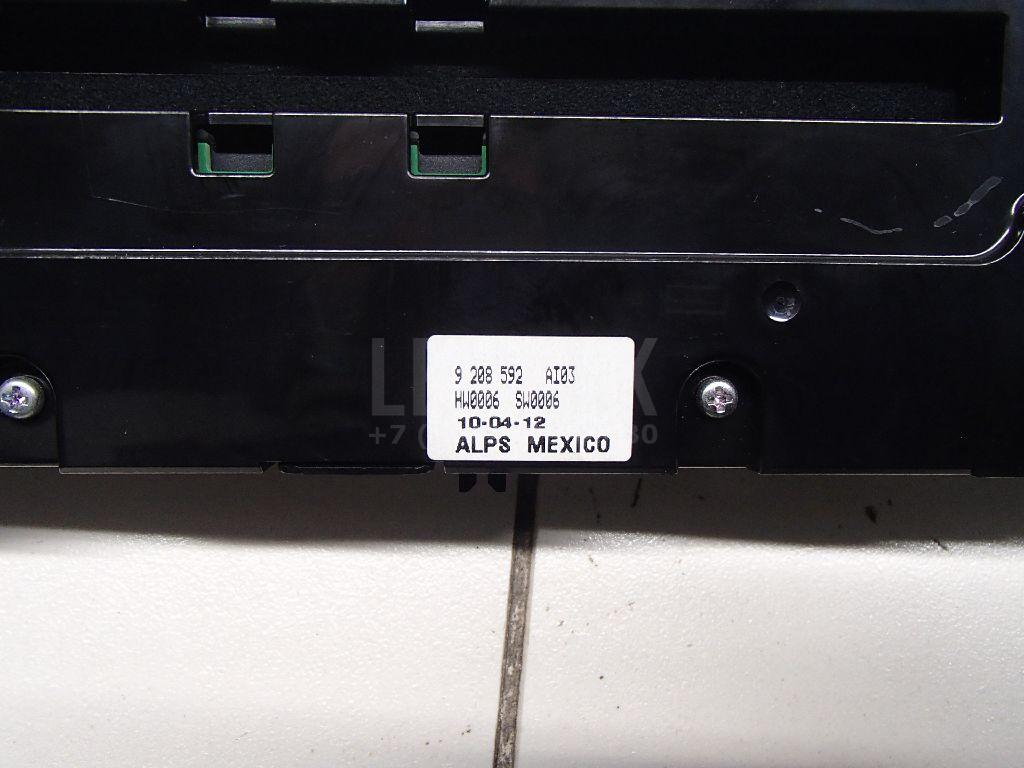 9 208 592 AI03
HW0006 SW0006
10-04-12
ALPS MEXICO